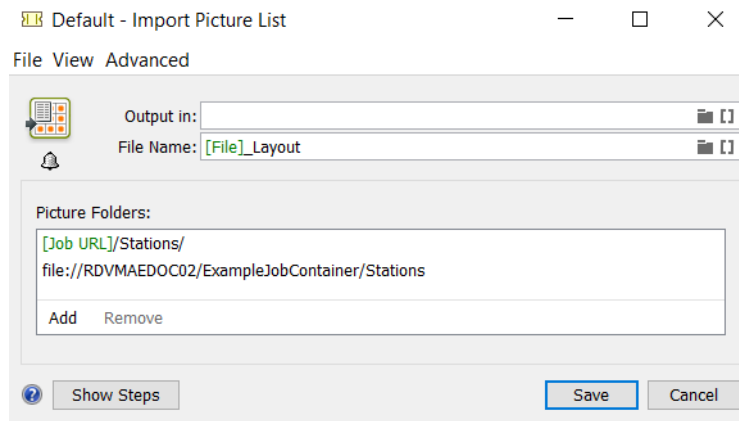 Default - Import Picture List
File View Advanced
Output in:
File Name: [File]_Layout
Picture Folders:
[Job URL]/Stations/
file://RDVMAEDOC02/ExampleJobContainer/Stations
Add Remove
Show Steps Save Cancel